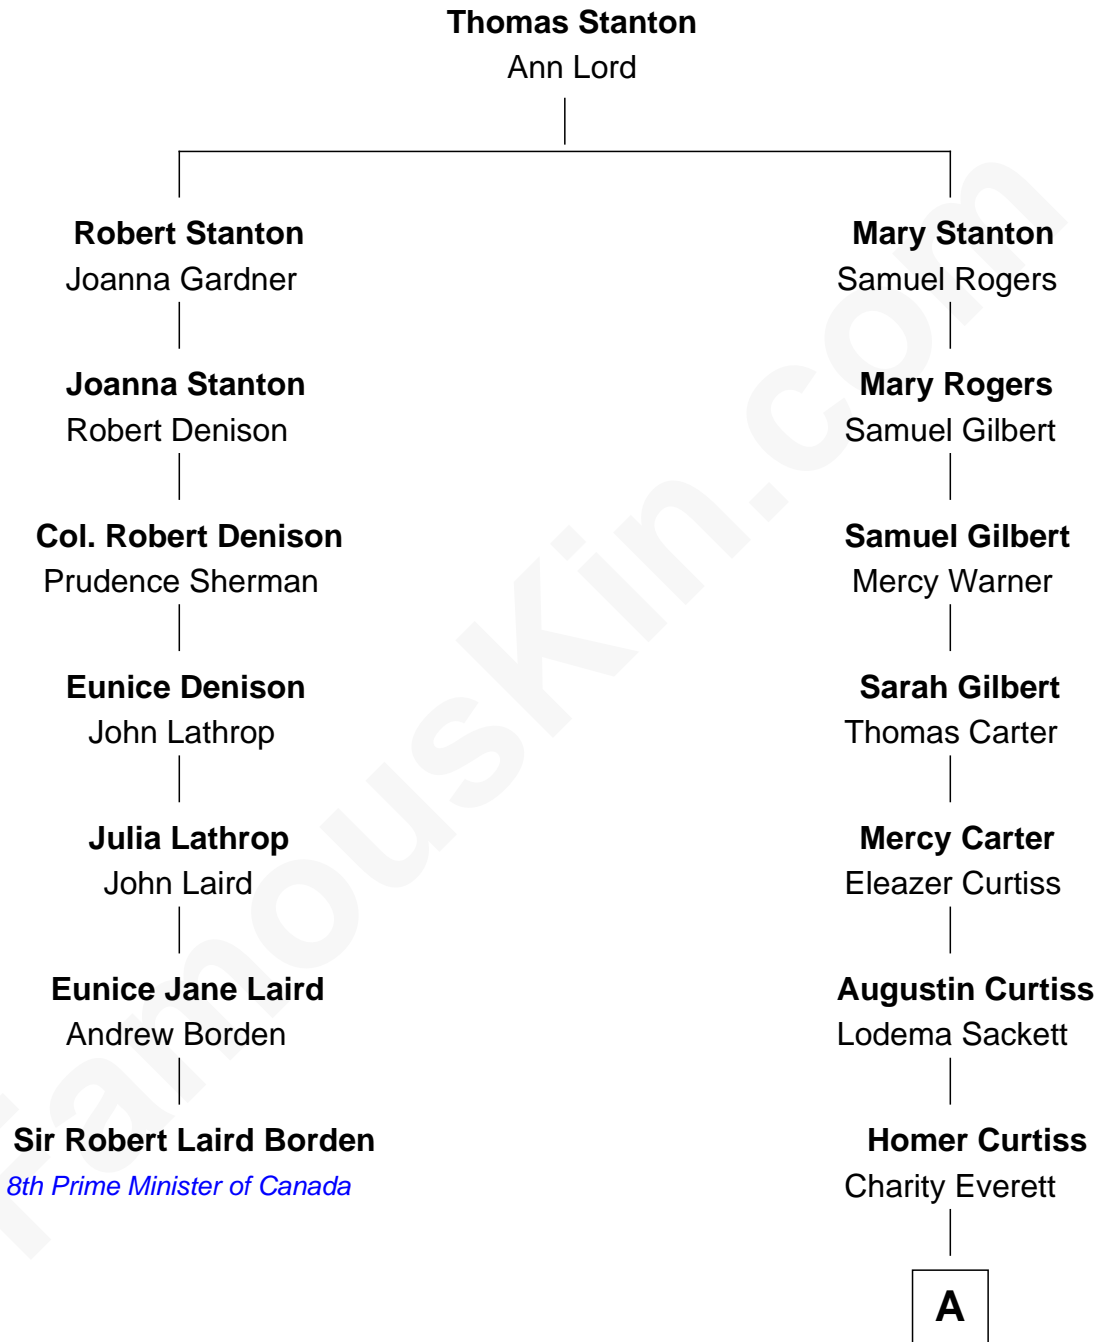 Thomas Stanton
Ann Lord
Robert Stanton
Joanna Gardner
Mary Stanton
Samuel Rogers
Joanna Stanton
Robert Denison
Mary Rogers
Samuel Gilbert
Col. Robert Denison
Prudence Sherman
Samuel Gilbert
Mercy Warner
Eunice Denison
John Lathrop
Sarah Gilbert
Thomas Carter
Julia Lathrop
John Laird
Mercy Carter
Eleazer Curtiss
Eunice Jane Laird
Andrew Borden
Augustin Curtiss
Lodema Sackett
Sir Robert Laird Borden
8th Prime Minister of Canada
Homer Curtiss
Charity Everett
A
FamousKin.com